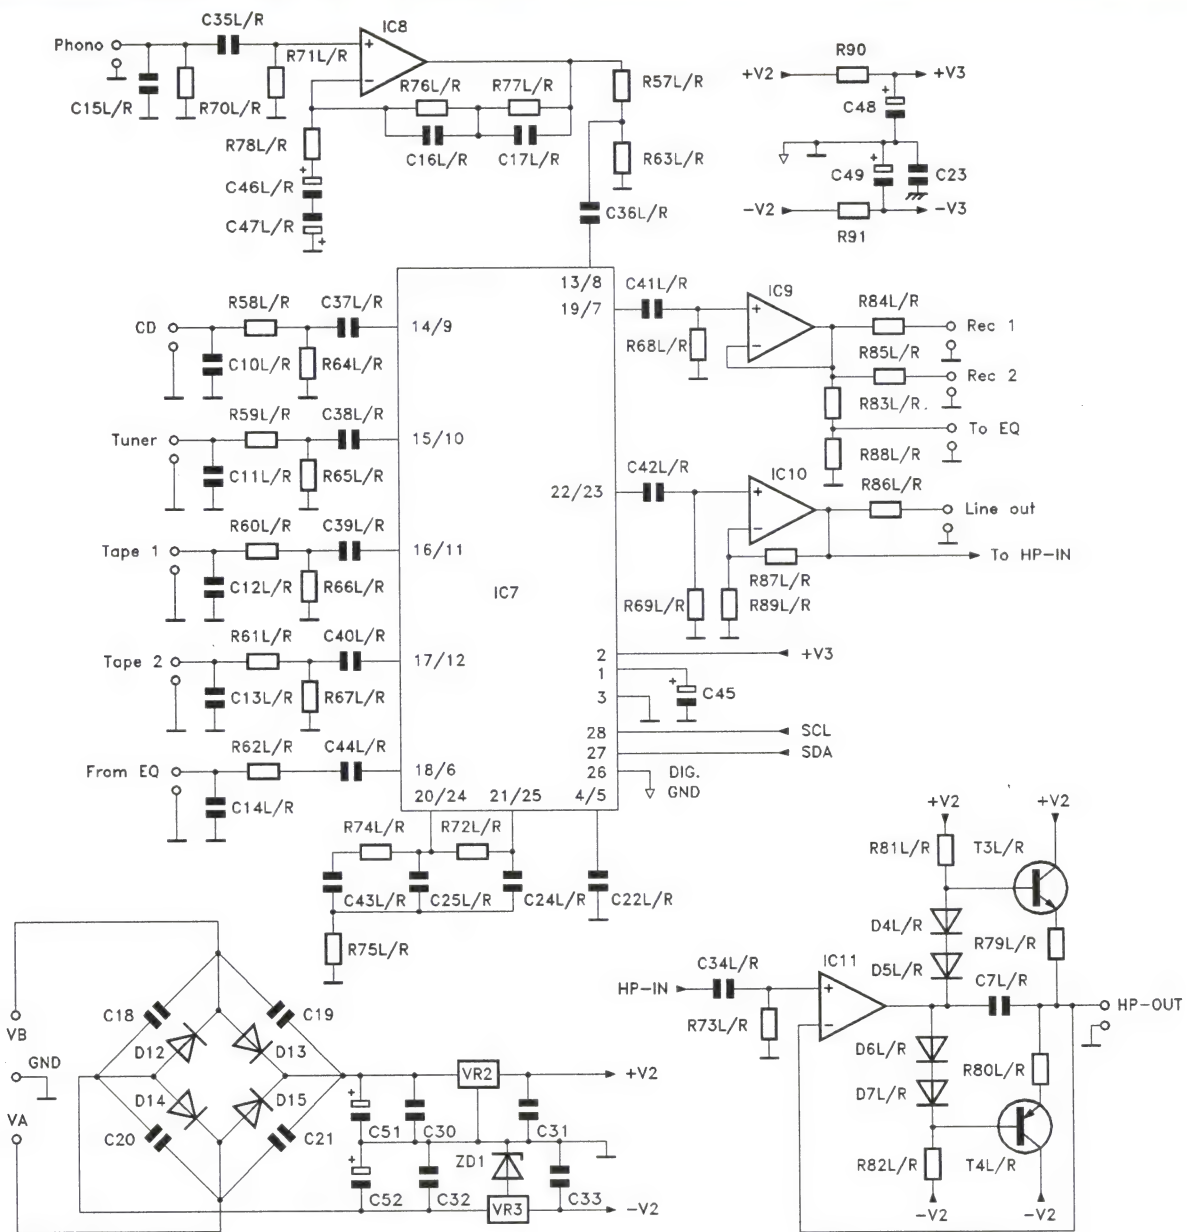 C35L/R
IC8
Phono
R71L/R
+
−
R76L/R
R77L/R
R57L/R
C15L/R
R70L/R
R78L/R
C16L/R
C17L/R
R63L/R
+
C46L/R
C47L/R
+
C36L/R
R90
+V2
+V3
+
C48
+
C49
C23
−V2
−V3
R91
13/8
19/7
C41L/R
IC9
+
−
R84L/R
Rec 1
R68L/R
R85L/R
Rec 2
R83L/R.
To EQ
R88L/R
CD
R58L/R
C37L/R
14/9
C10L/R
R64L/R
Tuner
R59L/R
C38L/R
15/10
C11L/R
R65L/R
22/23
C42L/R
IC10
+
−
R86L/R
Line out
To HP-IN
R87L/R
R69L/R
R89L/R
Tape 1
R60L/R
C39L/R
16/11
C12L/R
R66L/R
IC7
Tape 2
R61L/R
C40L/R
17/12
C13L/R
R67L/R
2
+V3
1
+
C45
3
28
SCL
27
SDA
26
DIG.
GND
From EQ
R62L/R
C44L/R
18/6
C14L/R
20/24
21/25
4/5
R74L/R
R72L/R
C43L/R
C25L/R
C24L/R
C22L/R
R75L/R
+V2
+V2
R81L/R
T3L/R
D4L/R
R79L/R
D5L/R
C7L/R
C34L/R
IC11
HP-IN
+
−
R73L/R
HP-OUT
D6L/R
R80L/R
D7L/R
R82L/R
T4L/R
−V2
−V2
VB
GND
VA
C18
C19
D12
D13
D14
D15
C20
C21
VR2
+V2
+
C51
C30
C31
+
ZD1
C52
C32
VR3
C33
−V2